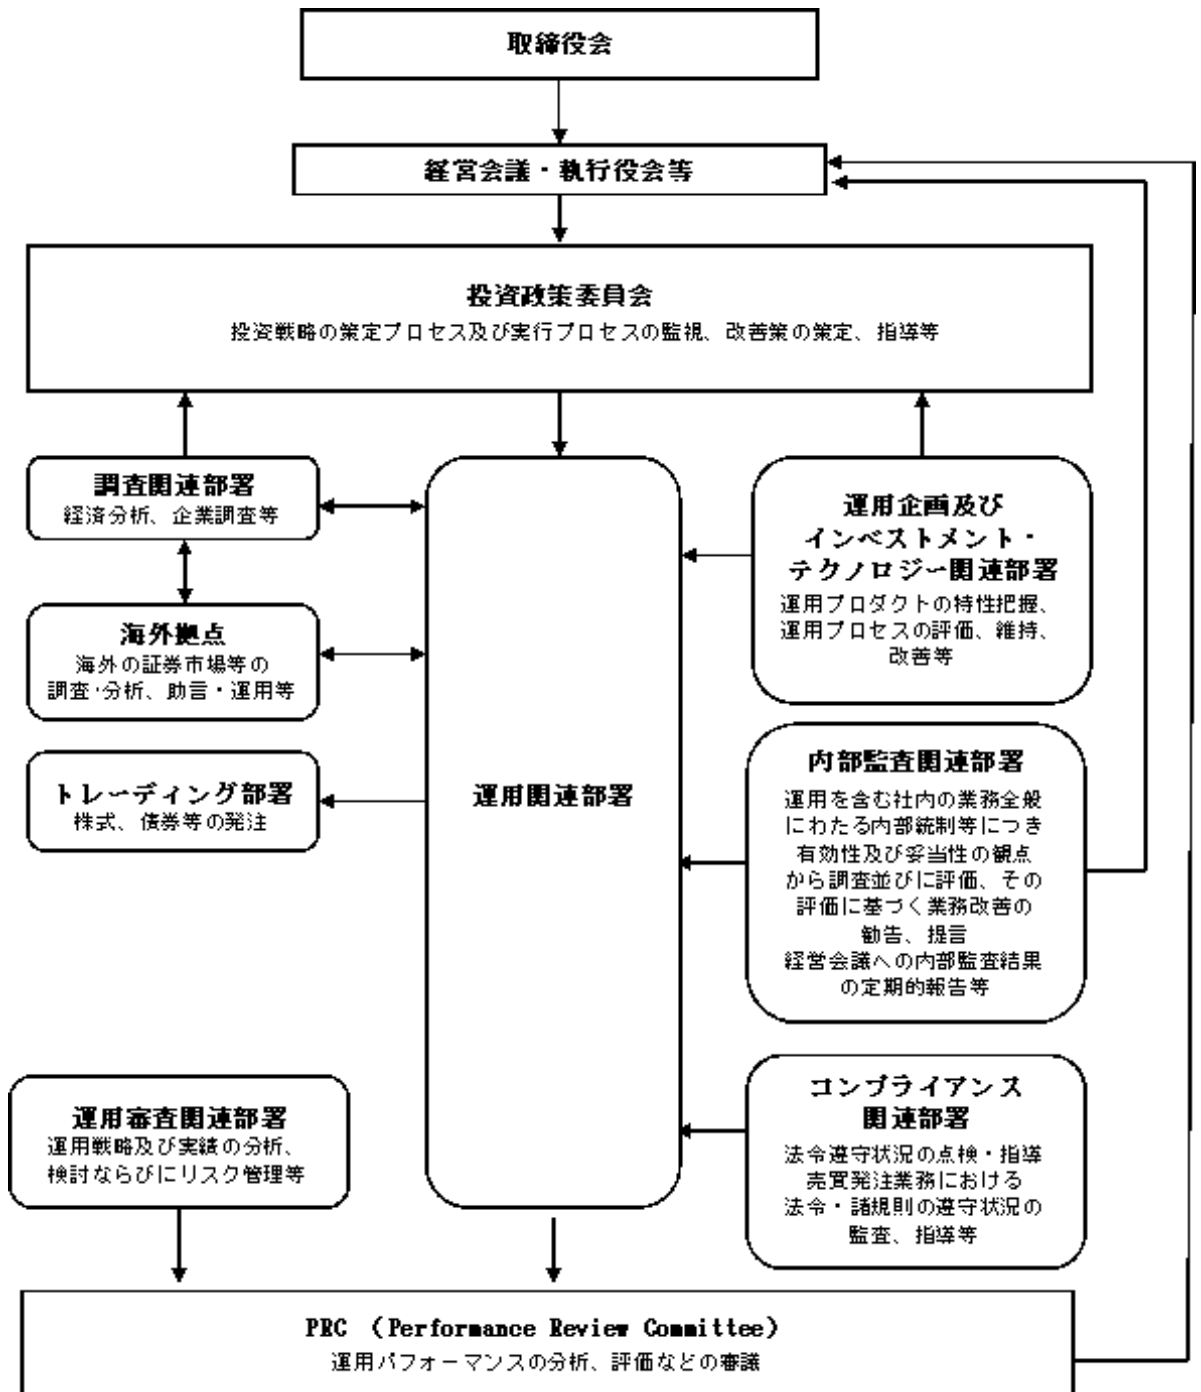 取締役会
経営会議・執行役会等
投資政策委員会
投資戦略の策定プロセス及び実行プロセスの監視、改善策の策定、指導等
調査関連部署
経済分析、企業調査等
海外拠点
海外の証券市場等の
調査・分析、助言・運用等
トレーディング部署
株式、債券等の発注
運用審査関連部署
運用戦略及び実績の分析、
検討ならびにリスク管理等
運用関連部署
運用企画及び
インベストメント・
テクノロジー関連部署
運用プロダクトの特性把握、
運用プロセスの評価、維持、
改善等
内部監査関連部署
運用を含む社内の業務全般
にわたる内部統制等につき
有効性及び妥当性の観点
から調査並びに評価、その
評価に基づく業務改善の
勧告、提言
経営会議への内部監査結果
の定期的報告等
コンプライアンス
関連部署
法令遵守状況の点検・指導
売買発注業務における
法令・諸規則の遵守状況の
監査、指導等
PRC （Performance Review Committee）
運用パフォーマンスの分析、評価などの審議